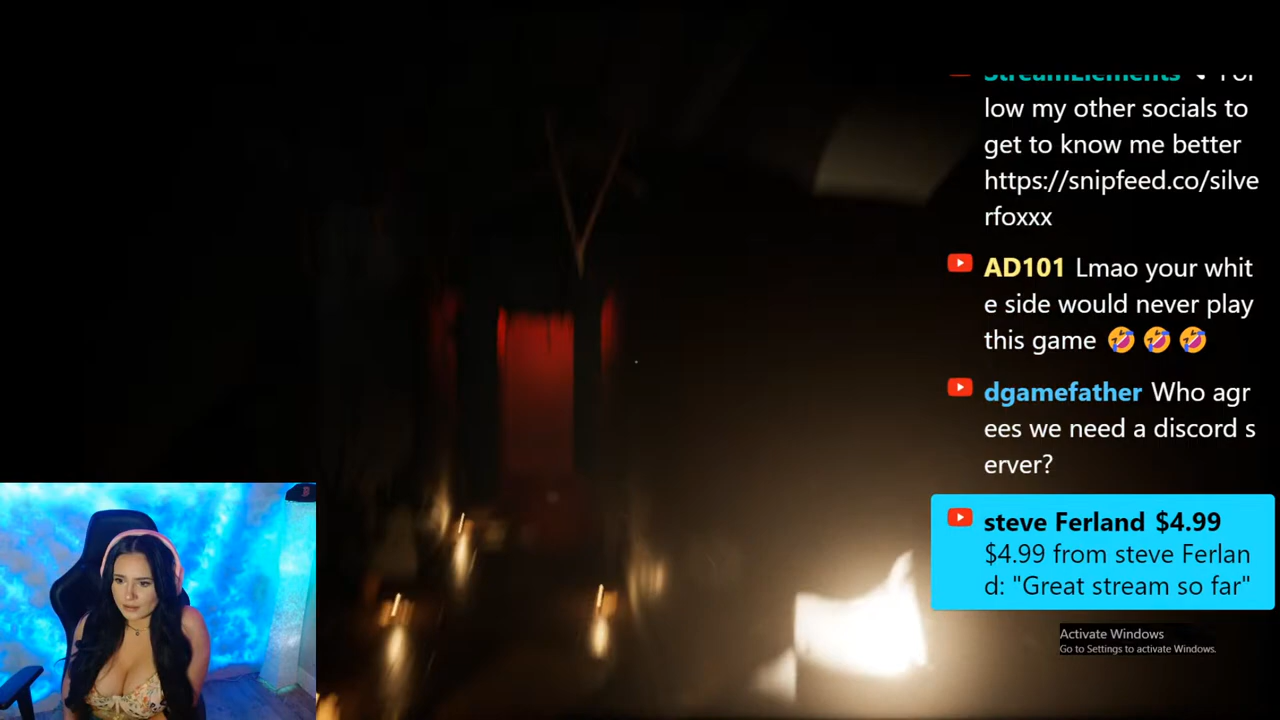 StreamElements
low my other socials to
get to know me better
https://snipfeed.co/silve
rfoxxx
AD101 Lmao your whit
e side would never play
this game 🤣 🤣 🤣
dgamefather Who agr
ees we need a discord s
erver?
steve Ferland $4.99
$4.99 from steve Ferlan
d: "Great stream so far"
Activate Windows
Go to Settings to activate Windows.